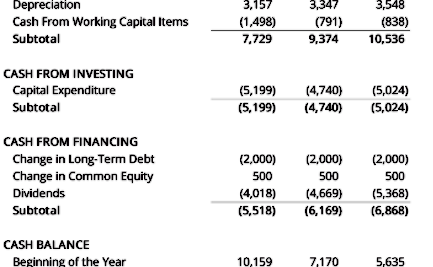 Depreciation 3,157 3,347 3,548
Cash From Working Capital Items (1,498) (791) (838)
Subtotal 7,729 9,374 10,536
CASH FROM INVESTING
Capital Expenditure (5,199) (4,740) (5,024)
Subtotal (5,199) (4,740) (5,024)
CASH FROM FINANCING
Change in Long-Term Debt (2,000) (2,000) (2,000)
Change in Common Equity 500 500 500
Dividends (4,018) (4,669) (5,368)
Subtotal (5,518) (6,169) (6,868)
CASH BALANCE
Beginning of the Year 10,159 7,170 5,635